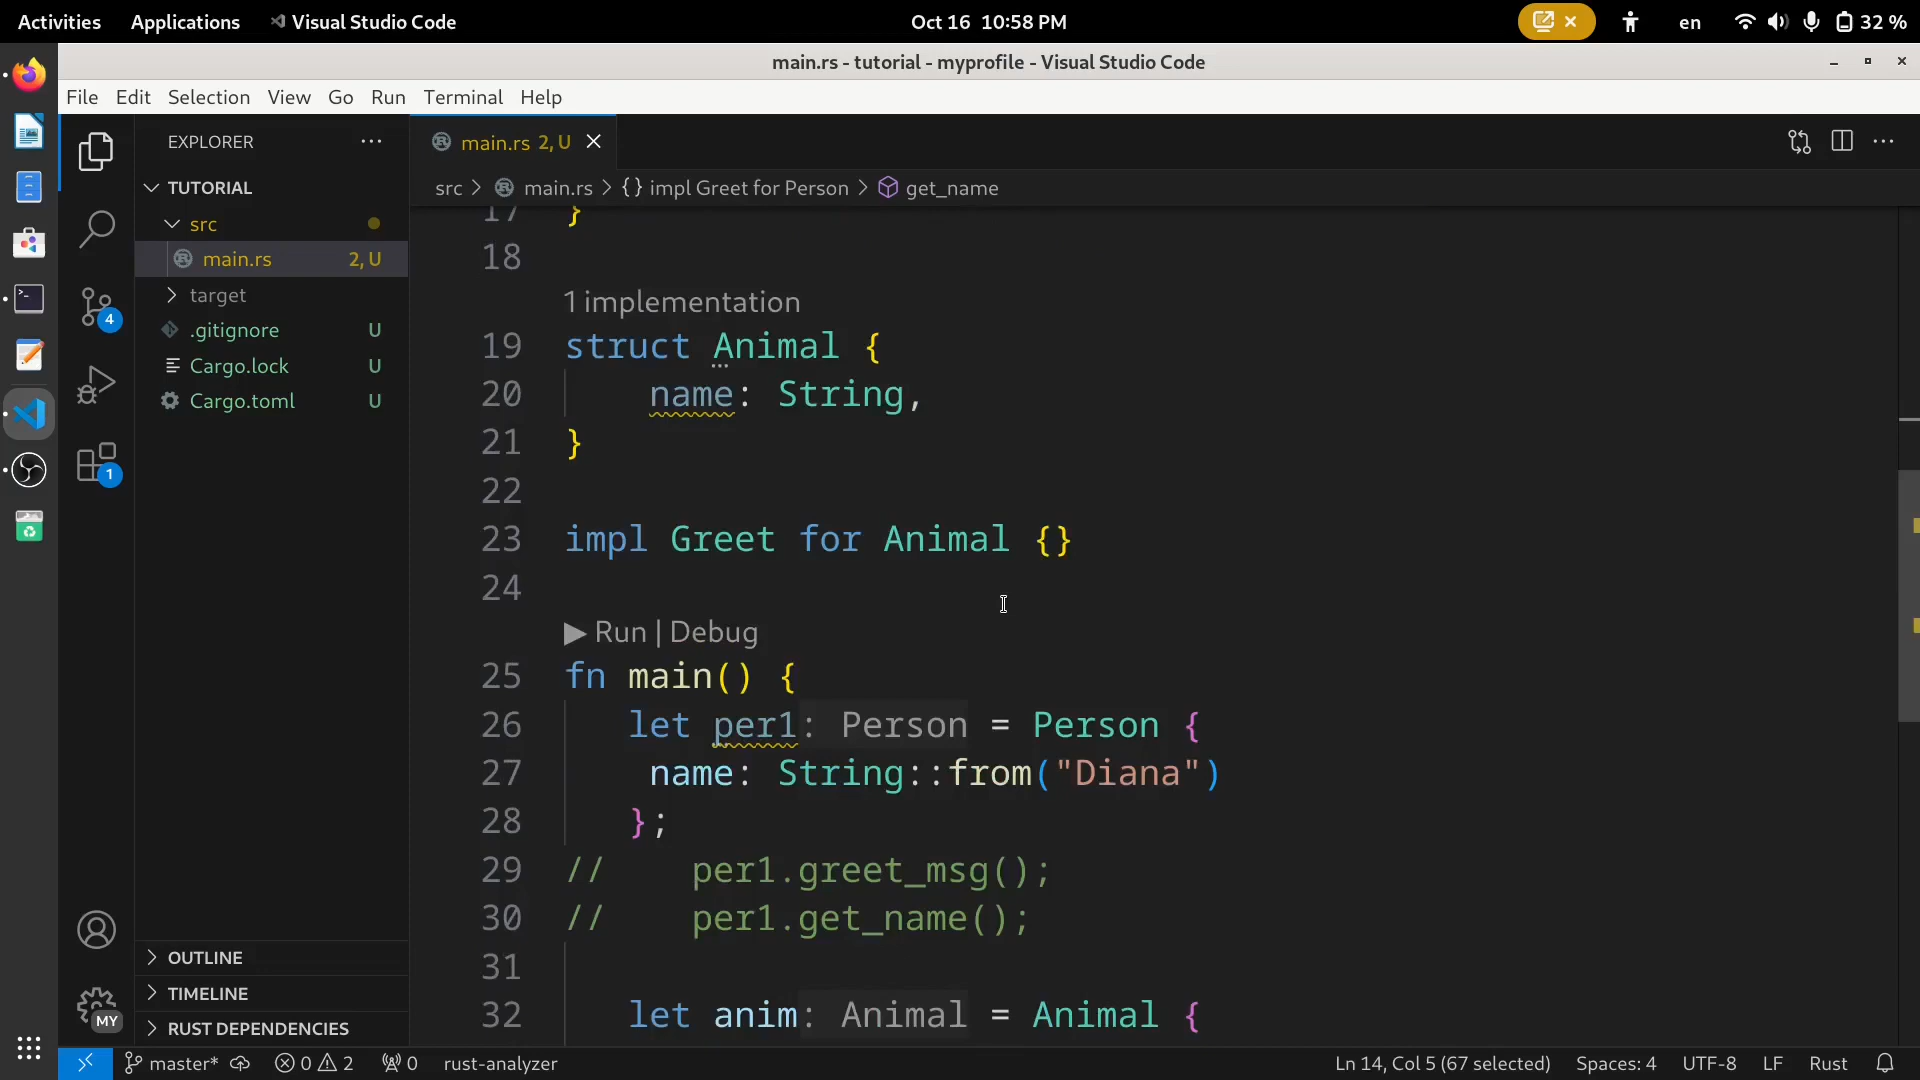 Activities Applications Visual Studio Code Oct 16 10:58 PM en 32 %
main.rs - tutorial - myprofile - Visual Studio Code
File Edit Selection View Go Run Terminal Help
EXPLORER
main.rs 2, U
src > main.rs > {} impl Greet for Person > get_name
TUTORIAL
src
main.rs 2, U
target
.gitignore U
Cargo.lock U
Cargo.toml U
4
1
17 }
18
1 implementation
19 struct Animal {
20 name: String,
21 }
22
23 impl Greet for Animal {}
24
▶ Run | Debug
25 fn main() {
26 let per1: Person = Person {
27 name: String::from("Diana")
28 };
29 // per1.greet_msg();
30 // per1.get_name();
31
32 let anim: Animal = Animal {
OUTLINE
TIMELINE
RUST DEPENDENCIES
MY
master* 0 2 0 rust-analyzer Ln 14, Col 5 (67 selected) Spaces: 4 UTF-8 LF Rust